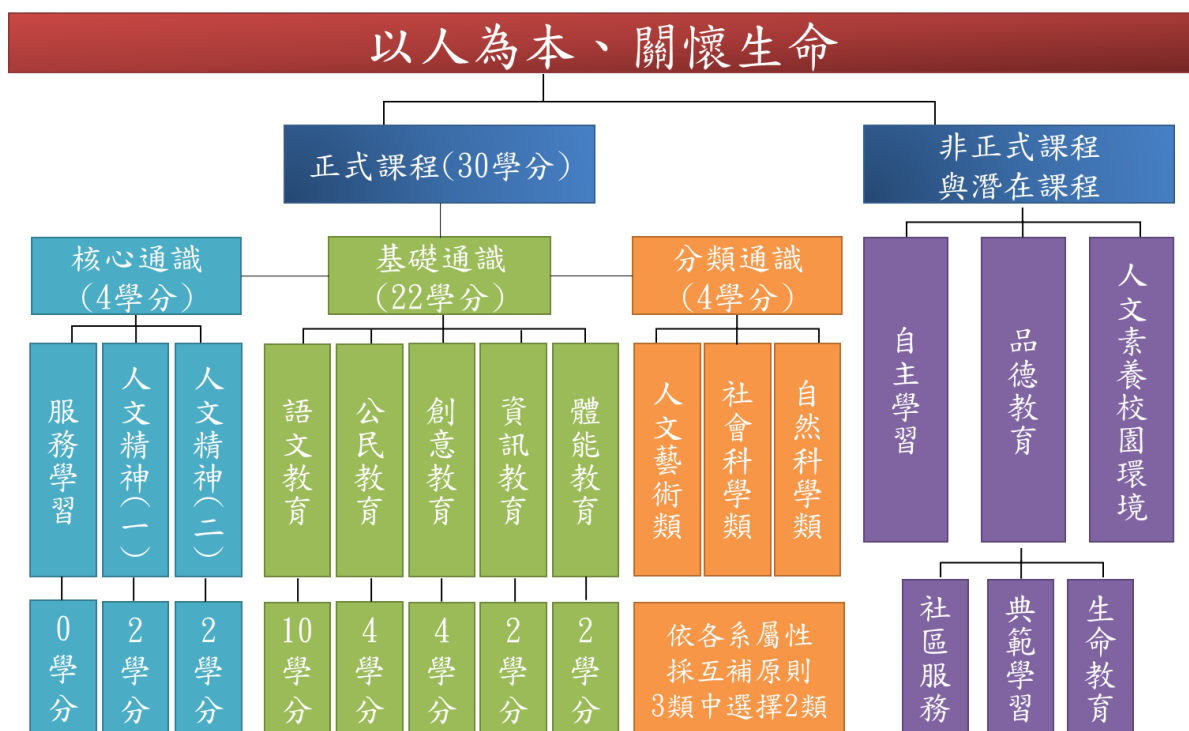 以人為本、關懷生命
正式課程(30學分)
非正式課程
與潛在課程
核心通識
(4學分)
基礎通識
(22學分)
分類通識
(4學分)
服務學習
人文精神(一)
人文精神(二)
語文教育
公民教育
創意教育
資訊教育
體能教育
人文藝術類
社會科學類
自然科學類
自主學習
品德教育
人文素養校園環境
0學分
2學分
2學分
10學分
4學分
4學分
2學分
2學分
依各系屬性
採互補原則
3類中選擇2類
社區服務
典範學習
生命教育